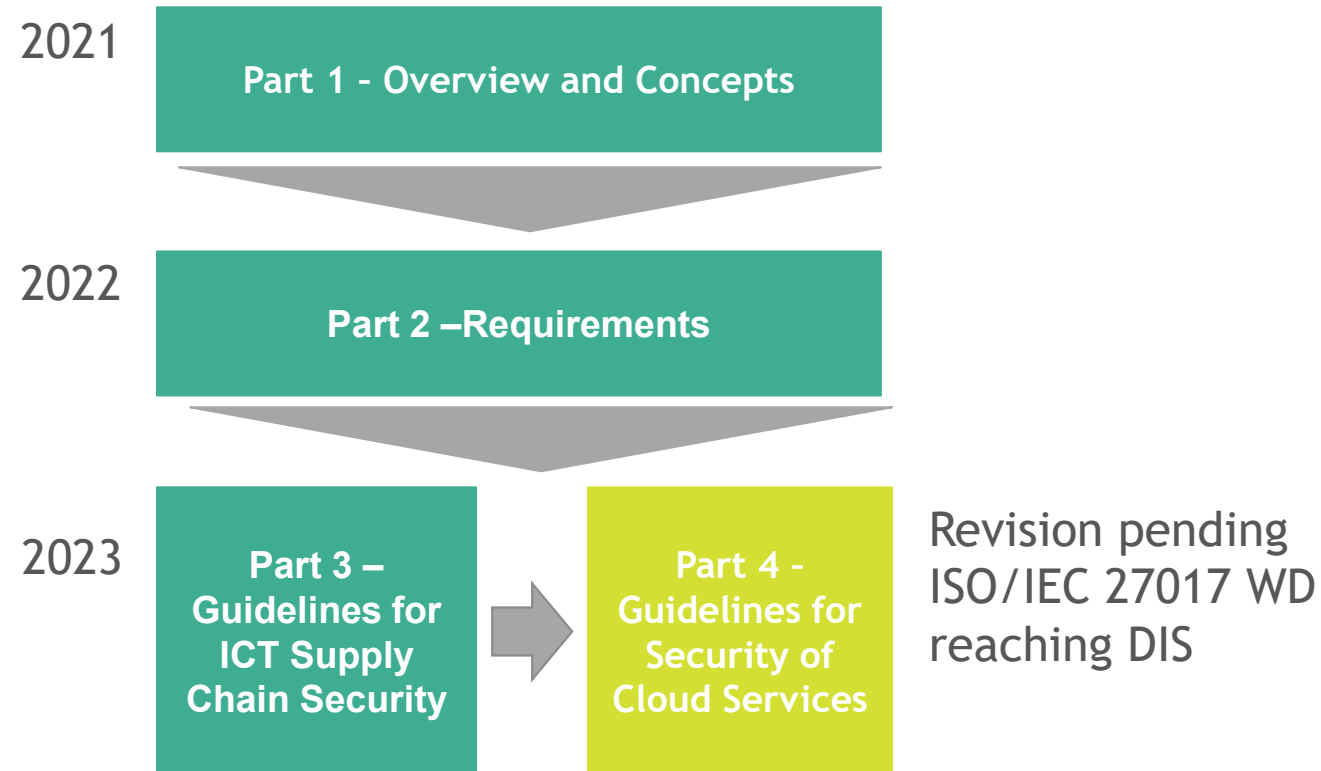 2021
Part 1 – Overview and Concepts
2022
Part 2 –Requirements
2023
Part 3 –
Guidelines for
ICT Supply
Chain Security
Part 4 –
Guidelines for
Security of
Cloud Services
Revision pending
ISO/IEC 27017 WD
reaching DIS